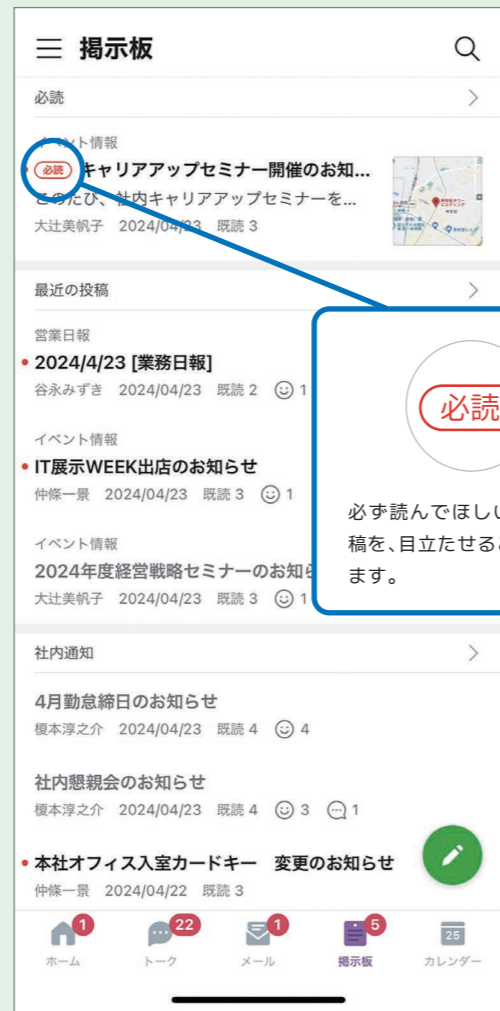 掲示板
必読
イベント情報
必読 キャリアアップセミナー開催のお知...
このたび、社内キャリアアップセミナーを...
大辻美帆子 2024/04/23 既読 3
最近の投稿
営業日報
2024/4/23 [業務日報]
谷永みずき 2024/04/23 既読 2 1
イベント情報
IT展示WEEK出店のお知らせ
仲條一景 2024/04/23 既読 3 1
イベント情報
2024年度経営戦略セミナーのお知ら
大辻美帆子 2024/04/23 既読 3 1
必読
必ず読んでほしい
稿を、目立たせる
ます。
社内通知
4月勤怠締日のお知らせ
榎本淳之介 2024/04/23 既読 4 4
社内懇親会のお知らせ
榎本淳之介 2024/04/23 既読 4 3 1
本社オフィス入室カードキー 変更のお知らせ
仲條一景 2024/04/22 既読 3
1 22 1 5 25
ホーム トーク メール 掲示板 カレンダー